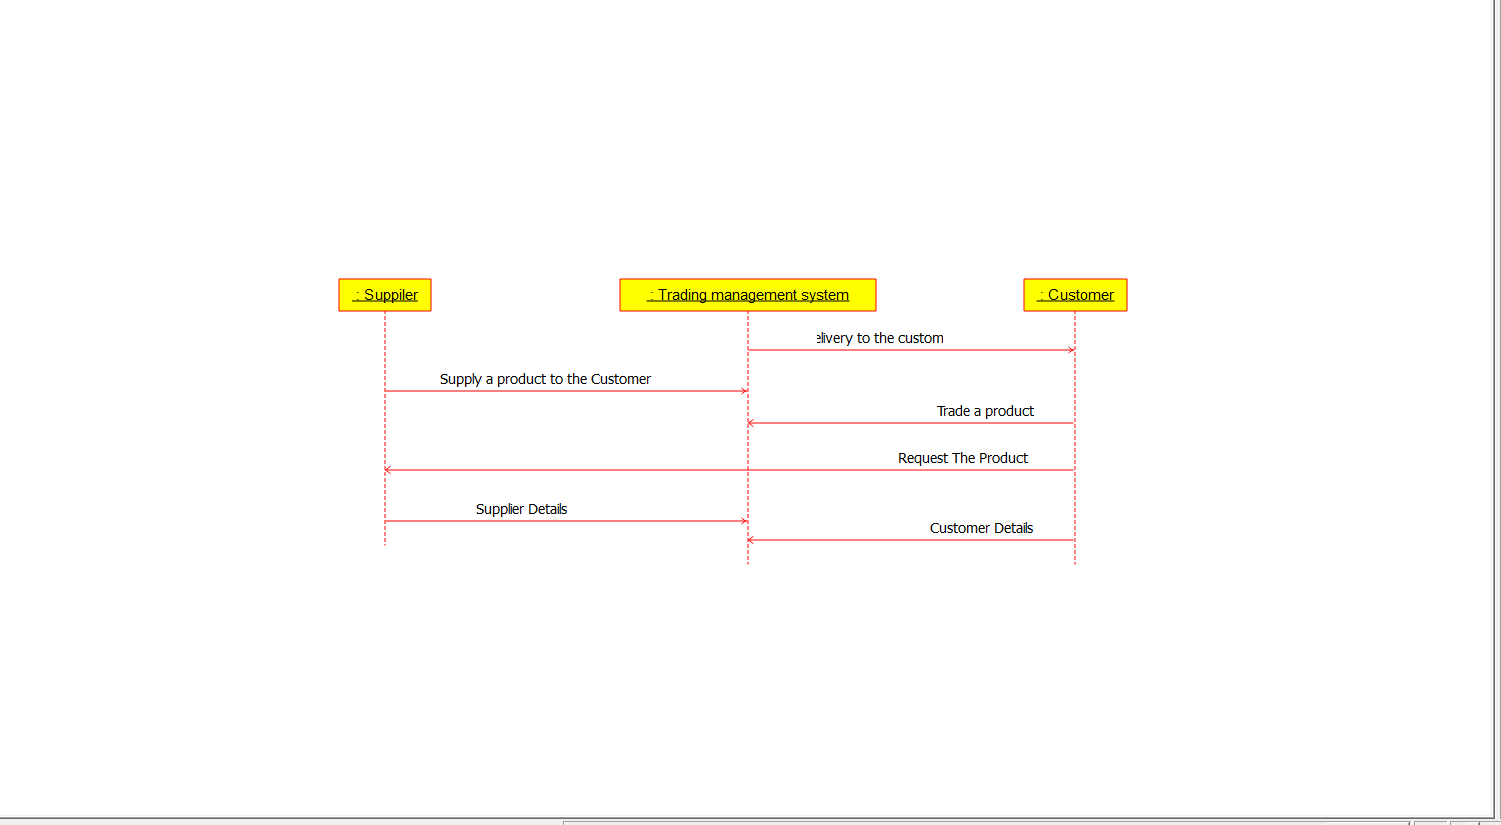 : Suppiler
: Trading management system
: Customer
elivery to the custom
Supply a product to the Customer
Trade a product
Request The Product
Supplier Details
Customer Details